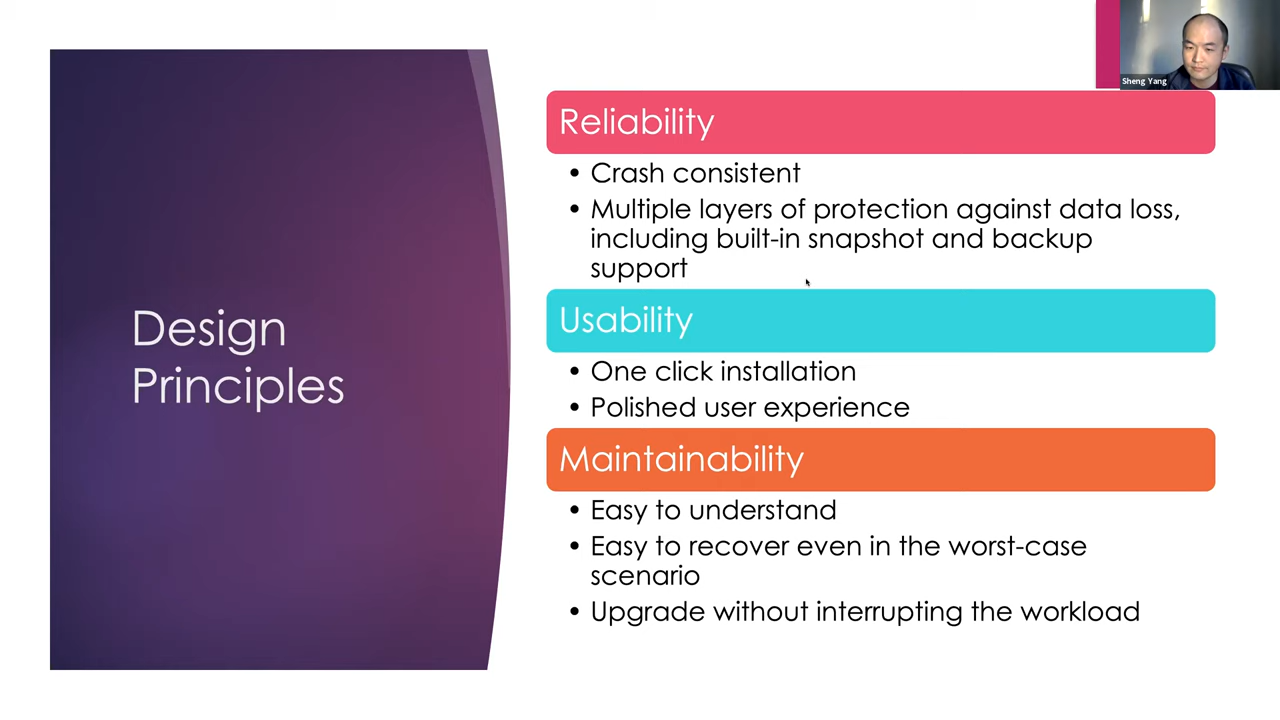 Sheng Yang
Design
Principles
Reliability
• Crash consistent
• Multiple layers of protection against data loss,
including built-in snapshot and backup
support
Usability
• One click installation
• Polished user experience
Maintainability
• Easy to understand
• Easy to recover even in the worst-case
scenario
• Upgrade without interrupting the workload